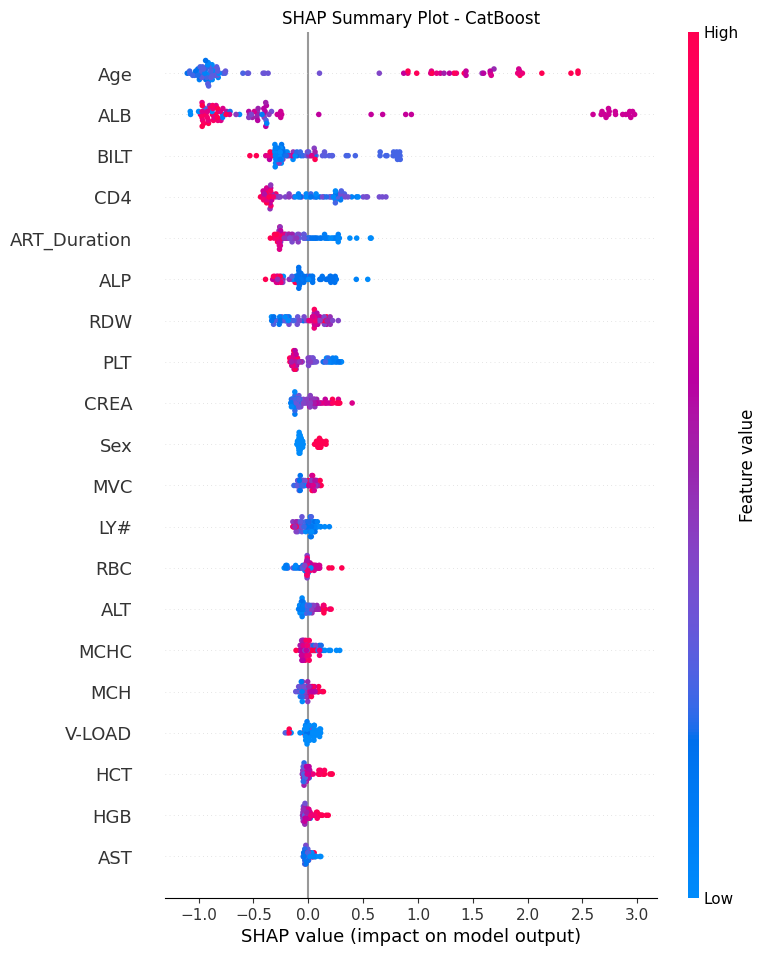 SHAP Summary Plot - CatBoost
High
Age
ALB
BILT
CD4
ART_Duration
ALP
RDW
PLT
CREA
Sex
MVC
LY#
RBC
ALT
MCHC
MCH
V-LOAD
HCT
HGB
AST
Feature value
Low
−1.0 −0.5 0.0 0.5 1.0 1.5 2.0 2.5 3.0
SHAP value (impact on model output)